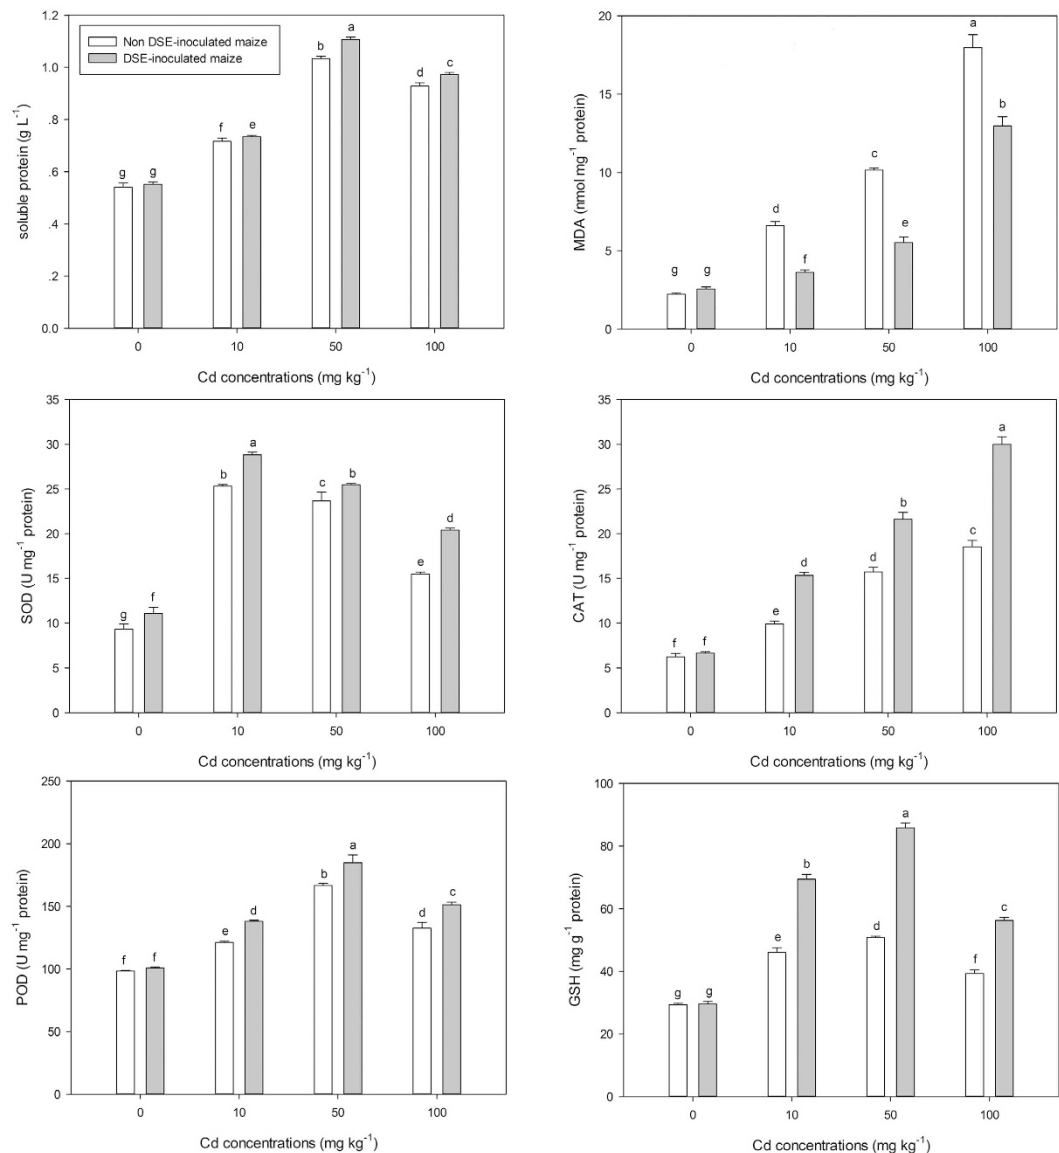 1.2
1.0
.8
.6
.4
.2
0.0
soluble protein (g L⁻¹)
Non DSE-inoculated maize
DSE-inoculated maize
g g f e b a d c
0 10 50 100
Cd concentrations (mg kg⁻¹)
20
15
10
5
0
MDA (nmol mg⁻¹ protein)
g g d f c e a b
0 10 50 100
Cd concentrations (mg kg⁻¹)
35
30
25
20
15
10
5
0
SOD (U mg⁻¹ protein)
g f b a c b e d
0 10 50 100
Cd concentrations (mg kg⁻¹)
35
30
25
20
15
10
5
0
CAT (U mg⁻¹ protein)
f f e d d b c a
0 10 50 100
Cd concentrations (mg kg⁻¹)
250
200
150
100
50
0
POD (U mg⁻¹ protein)
f f e d b a d c
0 10 50 100
Cd concentrations (mg kg⁻¹)
100
80
60
40
20
0
GSH (mg g⁻¹ protein)
g g e b d a f c
0 10 50 100
Cd concentrations (mg kg⁻¹)